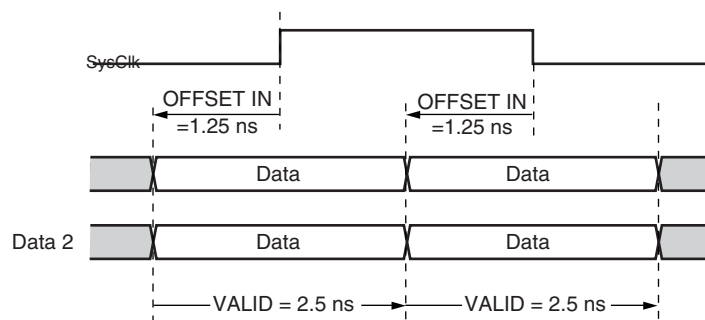 SysClk
OFFSET IN OFFSET IN
=1.25 ns =1.25 ns
Data Data
Data 2 Data Data
VALID = 2.5 ns VALID = 2.5 ns